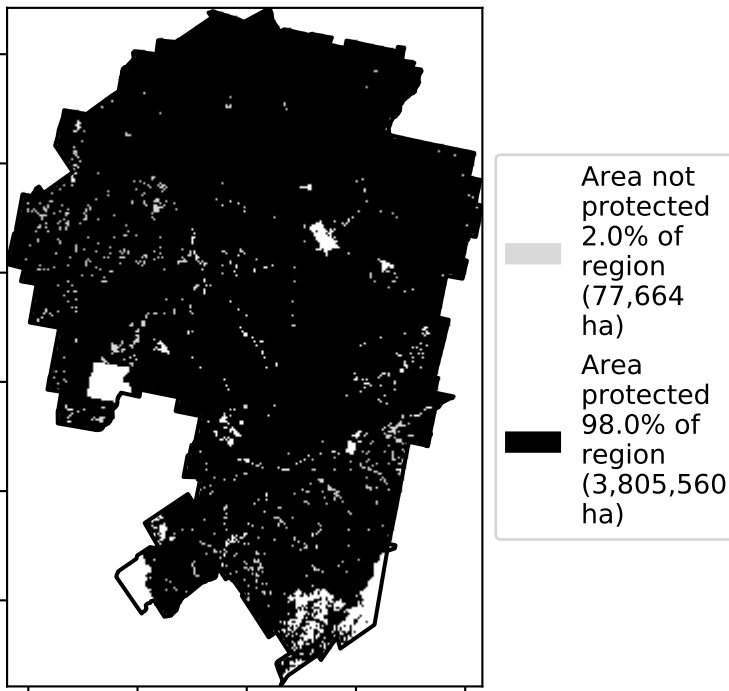 Area not
protected
2.0% of
region
(77,664
ha)
Area
protected
98.0% of
region
(3,805,560
ha)